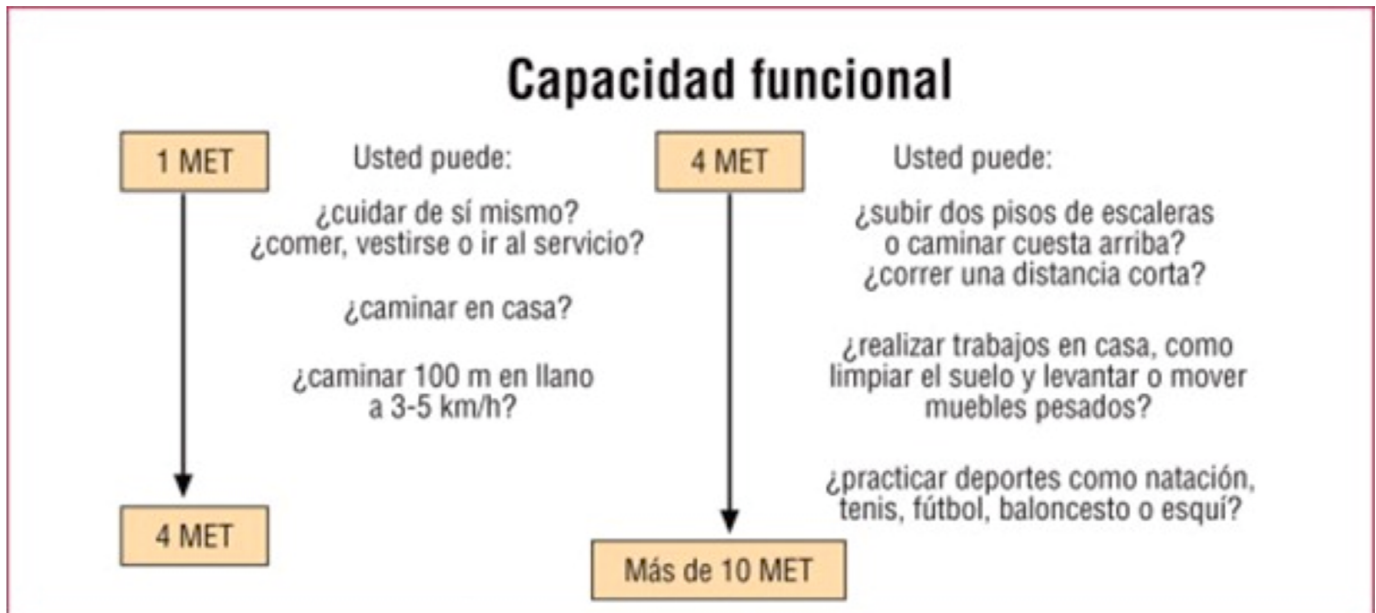 Capacidad funcional
1 MET
Usted puede:
¿cuidar de sí mismo?
¿comer, vestirse o ir al servicio?
¿caminar en casa?
¿caminar 100 m en llano
a 3-5 km/h?
4 MET
4 MET
Usted puede:
¿subir dos pisos de escaleras
o caminar cuesta arriba?
¿correr una distancia corta?
¿realizar trabajos en casa, como
limpiar el suelo y levantar o mover
muebles pesados?
¿practicar deportes como natación,
tenis, fútbol, baloncesto o esquí?
Más de 10 MET